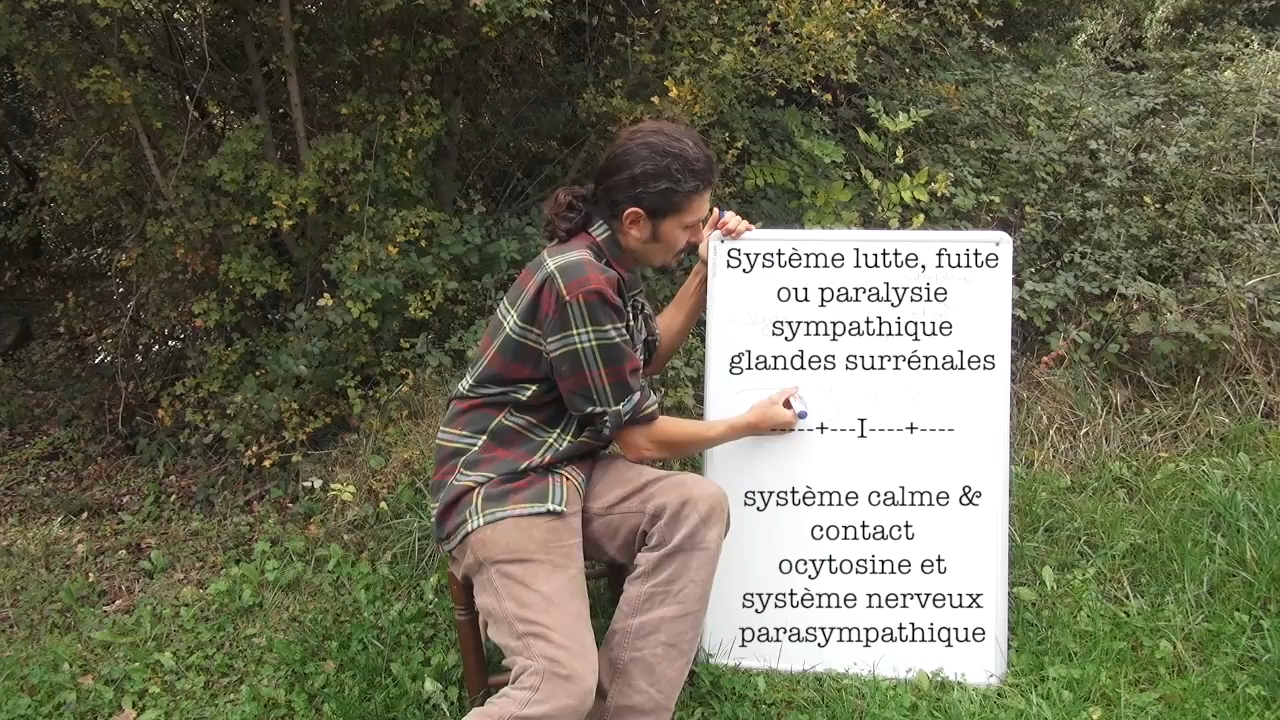 Système lutte, fuite
ou paralysie
sympathique
glandes surrénales
-----+---I----+----
système calme &
contact
ocytosine et
système nerveux
parasympathique